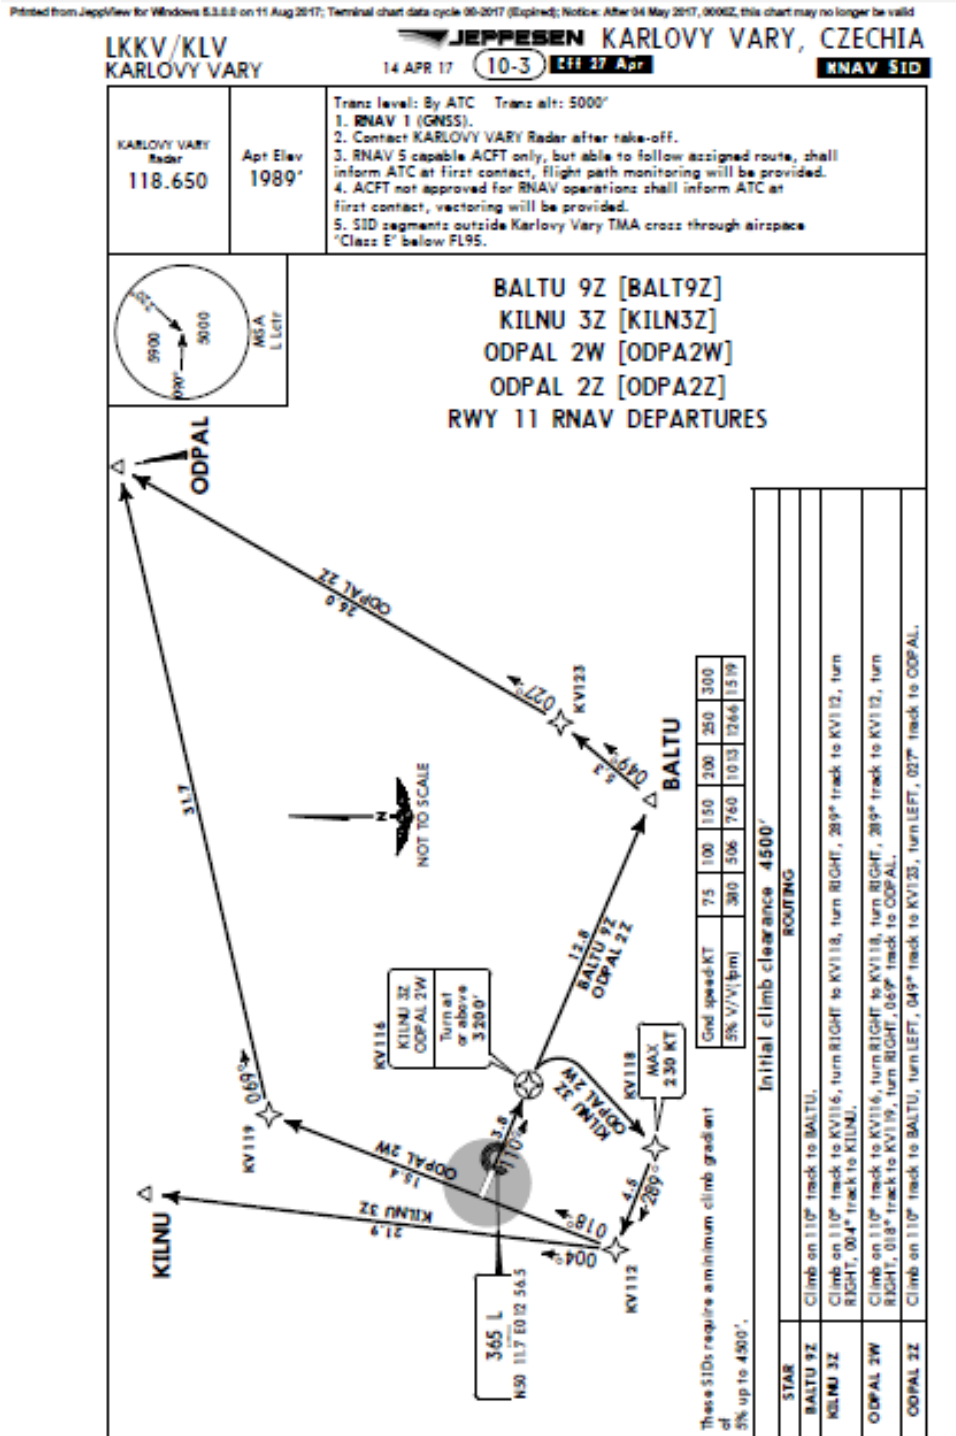 Printed from JeppView for Windows 5.3.0.0 on 11 Aug 2017; Terminal chart data cycle 08-2017 (Expired); Notice: After 04 May 2017, 0000Z, this chart may no longer be valid
LKKV/KLV
KARLOVY VARY
JEPPESEN
KARLOVY VARY, CZECHIA
14 APR 17
10-3
Eff 27 Apr
RNAV SID
KARLOVY VARY
Radar
118.650
Apt Elev
1989'
Trans level: By ATC Trans alt: 5000'
1. RNAV 1 (GNSS).
2. Contact KARLOVY VARY Radar after take-off.
3. RNAV 5 capable ACFT only, but able to follow assigned route, shall
inform ATC at first contact, flight path monitoring will be provided.
4. ACFT not approved for RNAV operations shall inform ATC at
first contact, vectoring will be provided.
5. SID segments outside Karlovy Vary TMA cross through airspace
"Class E" below FL95.
220°
5900
5000
090°
MSA
L Lctr
BALTU 9Z [BALT9Z]
KILNU 3Z [KILN3Z]
ODPAL 2W [ODPA2W]
ODPAL 2Z [ODPA2Z]
RWY 11 RNAV DEPARTURES
ODPAL
ODPAL 2Z
26.0
027°
KV123
049°
BALTU
31.7
N
NOT TO SCALE
12.8
BALTU 9Z
ODPAL 2Z
KV116
KILNU 3Z
ODPAL 2W
Turn at
or above
3200'
KV118
MAX
230 KT
KILNU 3Z
ODPAL 2W
3.8
110°
069°
KV119
ODPAL 2W
15.4
KILNU
KILNU 3Z
21.9
018°
004°
4.5
289°
KV112
365 L
N50 11.7 E012 56.5
These SIDs require a minimum climb gradient
of
5% up to 4500'.
Gnd speed-KT 75 100 150 200 250 300
5% V/V(fpm) 380 506 760 1013 1266 1519
Initial climb clearance 4500'
STAR ROUTING
BALTU 9Z Climb on 110° track to BALTU.
KILNU 3Z Climb on 110° track to KV116, turn RIGHT to KV118, turn RIGHT, 289° track to KV112, turn
RIGHT, 004° track to KILNU.
ODPAL 2W Climb on 110° track to KV116, turn RIGHT to KV118, turn RIGHT, 289° track to KV112, turn
RIGHT, 018° track to KV119, turn RIGHT, 069° track to ODPAL.
ODPAL 2Z Climb on 110° track to BALTU, turn LEFT, 049° track to KV123, turn LEFT, 027° track to ODPAL.